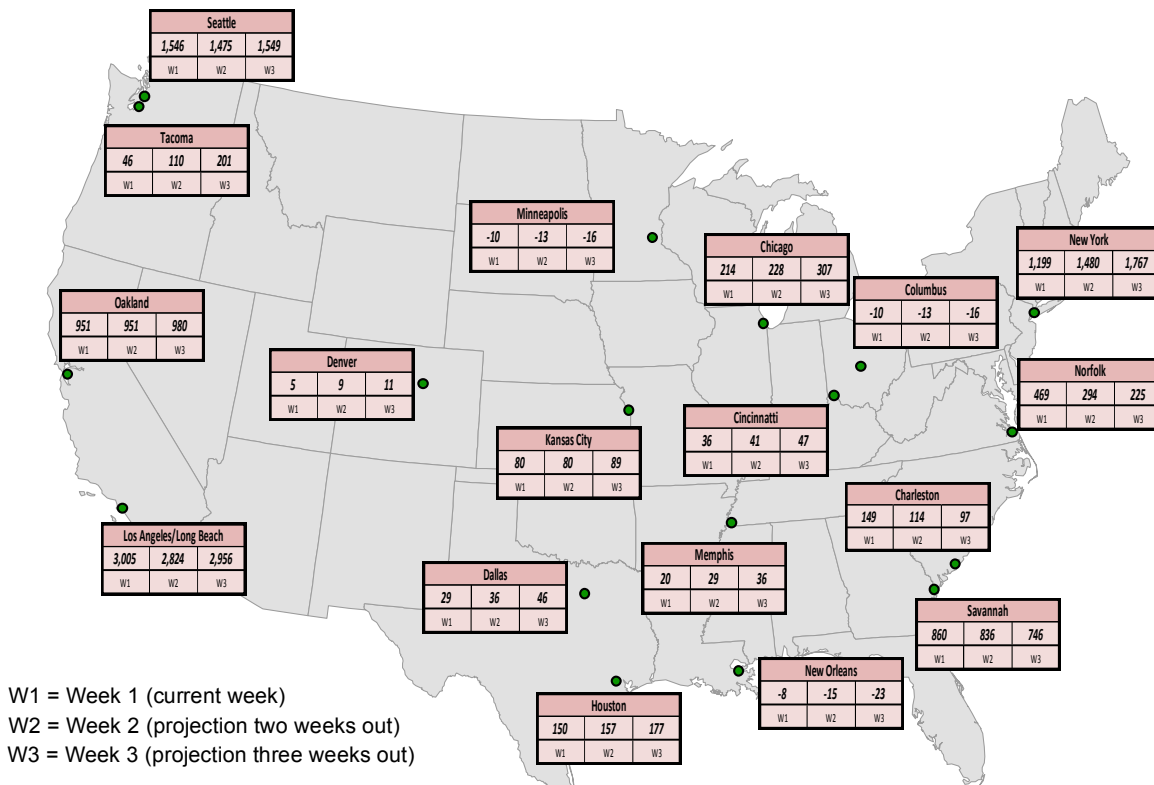 Seattle
1,546 1,475 1,549
W1 W2 W3
Tacoma
46 110 201
W1 W2 W3
Minneapolis
-10 -13 -16
W1 W2 W3
Chicago
214 228 307
W1 W2 W3
New York
1,199 1,480 1,767
W1 W2 W3
Columbus
-10 -13 -16
W1 W2 W3
Oakland
951 951 980
W1 W2 W3
Denver
5 9 11
W1 W2 W3
Norfolk
469 294 225
W1 W2 W3
Cincinnatti
36 41 47
W1 W2 W3
Kansas City
80 80 89
W1 W2 W3
Charleston
149 114 97
W1 W2 W3
Los Angeles/Long Beach
3,005 2,824 2,956
W1 W2 W3
Memphis
20 29 36
W1 W2 W3
Dallas
29 36 46
W1 W2 W3
Savannah
860 836 746
W1 W2 W3
New Orleans
-8 -15 -23
W1 W2 W3
Houston
150 157 177
W1 W2 W3
W1 = Week 1 (current week)
W2 = Week 2 (projection two weeks out)
W3 = Week 3 (projection three weeks out)